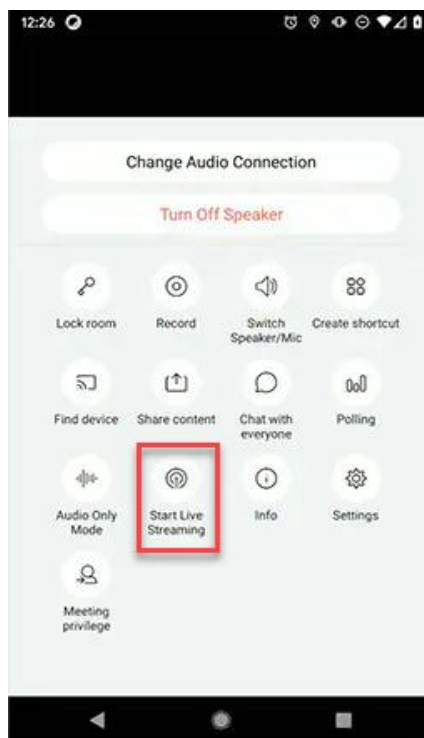 12:26
Change Audio Connection
Turn Off Speaker
Lock room
Record
Switch
Speaker/Mic
Create shortcut
Find device
Share content
Chat with
everyone
Polling
Audio Only
Mode
Start Live
Streaming
Info
Settings
Meeting
privilege